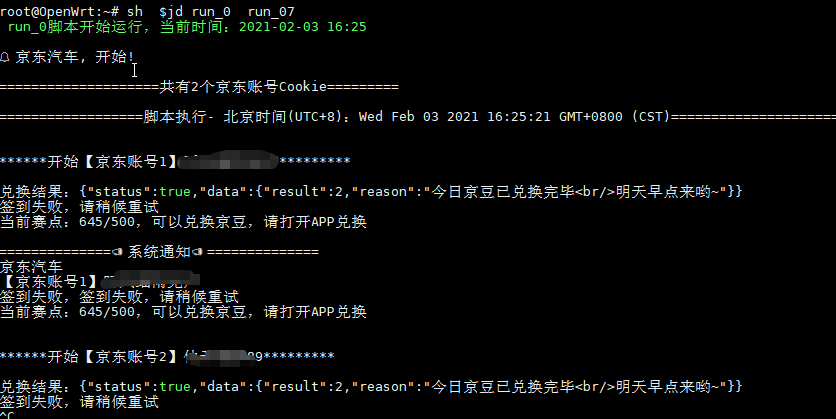 root@OpenWrt:~# sh  $jd run_0  run_07
run_0脚本开始运行，当前时间：2021-02-03 16:25
京东汽车, 开始!
====================共有2个京东账号Cookie=========
==================脚本执行- 北京时间(UTC+8)：Wed Feb 03 2021 16:25:21 GMT+0800 (CST)=====================
******开始【京东账号1】*********
兑换结果：{"status":true,"data":{"result":2,"reason":"今日京豆已兑换完毕<br/>明天早点来哟~"}}
签到失败，请稍候重试
当前赛点：645/500，可以兑换京豆，请打开APP兑换
==============📣系统通知📣==============
京东汽车
【京东账号1】
签到失败，签到失败，请稍候重试
当前赛点：645/500，可以兑换京豆，请打开APP兑换
******开始【京东账号2】99*********
兑换结果：{"status":true,"data":{"result":2,"reason":"今日京豆已兑换完毕<br/>明天早点来哟~"}}
签到失败，请稍候重试
^C